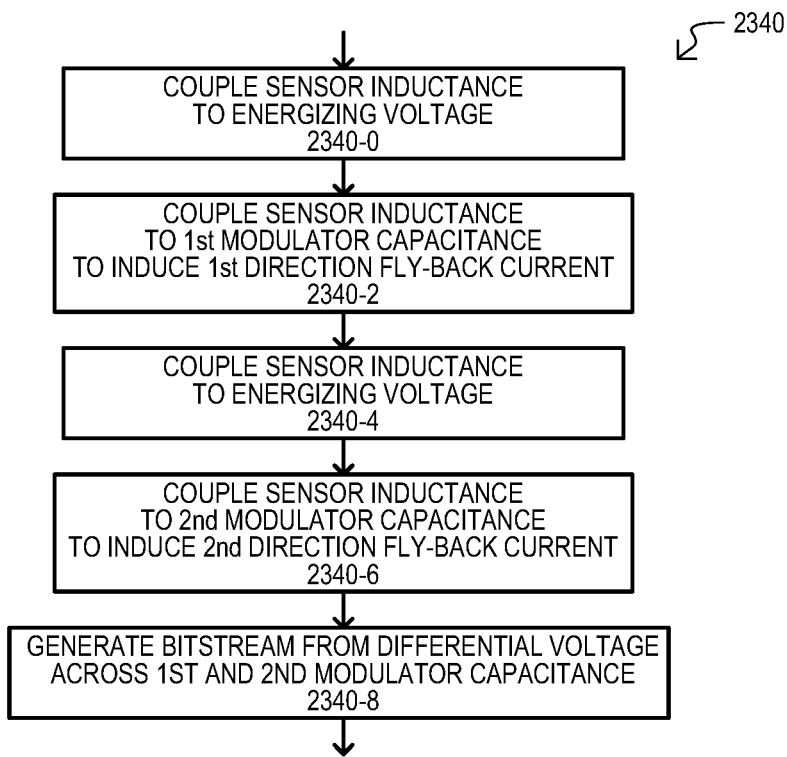 2340
COUPLE SENSOR INDUCTANCE
TO ENERGIZING VOLTAGE
2340-0
COUPLE SENSOR INDUCTANCE
TO 1st MODULATOR CAPACITANCE
TO INDUCE 1st DIRECTION FLY-BACK CURRENT
2340-2
COUPLE SENSOR INDUCTANCE
TO ENERGIZING VOLTAGE
2340-4
COUPLE SENSOR INDUCTANCE
TO 2nd MODULATOR CAPACITANCE
TO INDUCE 2nd DIRECTION FLY-BACK CURRENT
2340-6
GENERATE BITSTREAM FROM DIFFERENTIAL VOLTAGE
ACROSS 1ST AND 2ND MODULATOR CAPACITANCE
2340-8